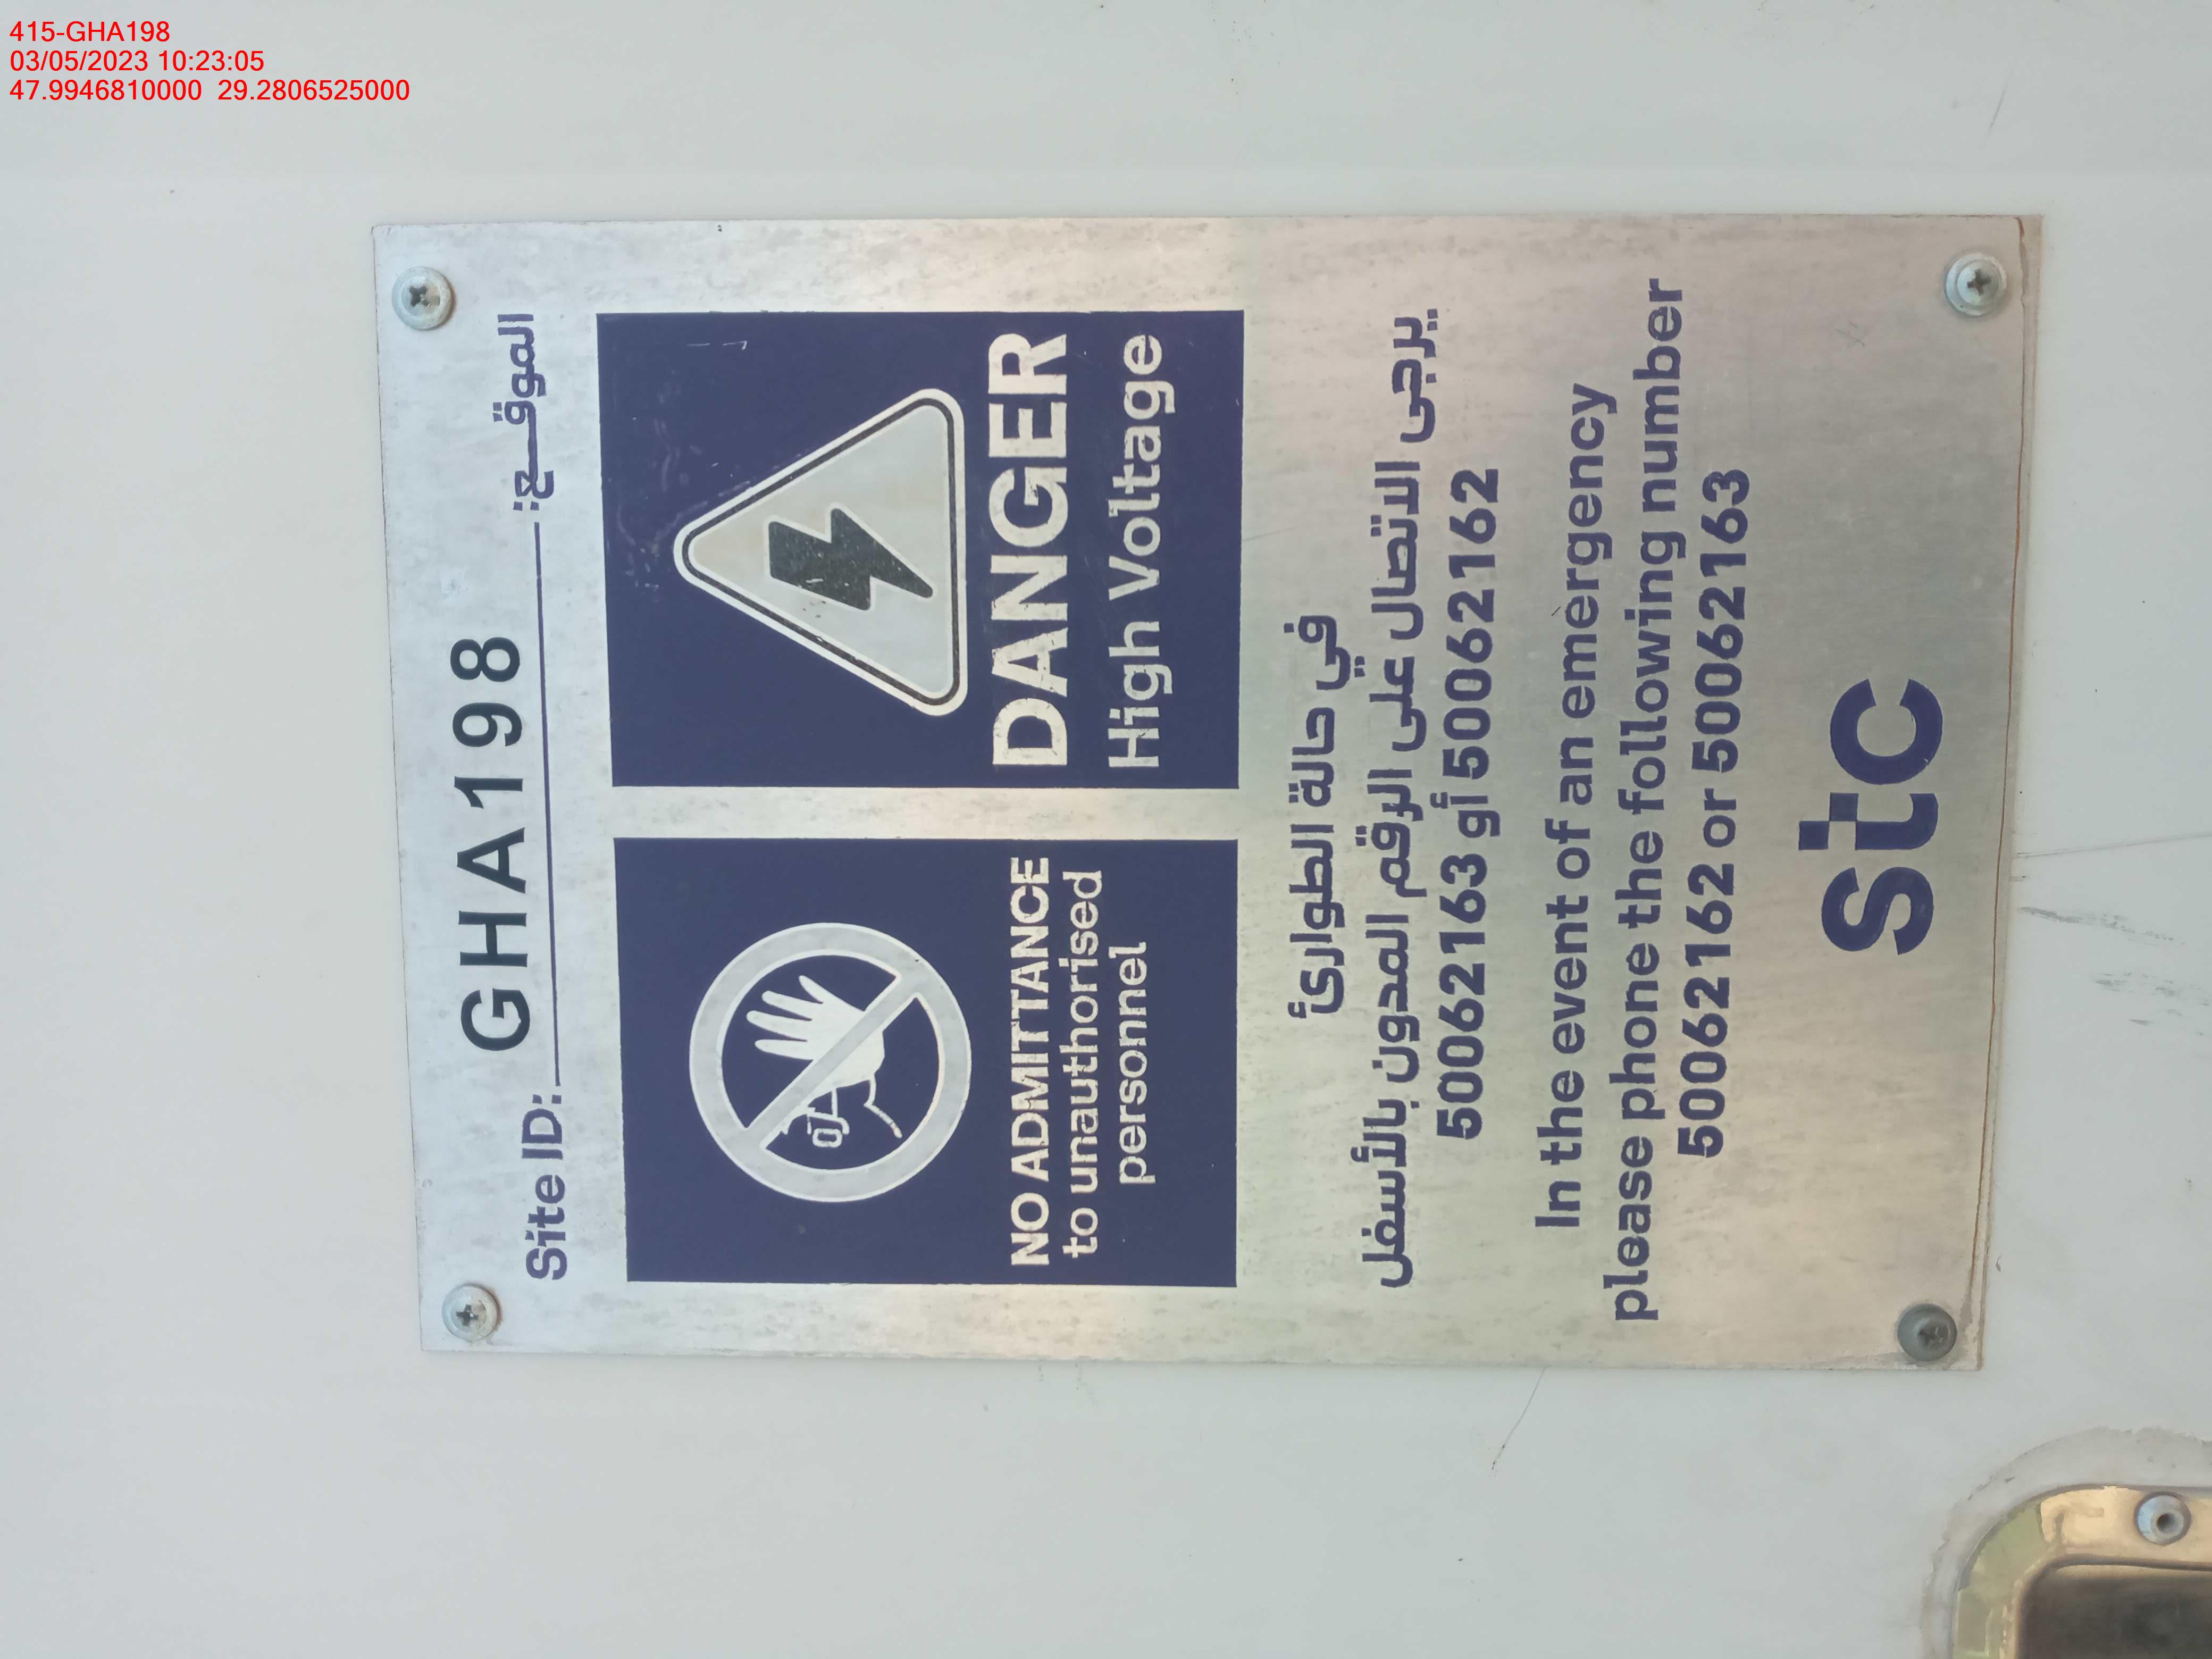 415-GHA198
03/05/2023 10:23:05
47.9946810000 29.2806525000
Site ID: GHA198 الموقـــع:
NO ADMITTANCE
to unauthorised
personnel
DANGER
High Voltage
في حالة الطوارئ
يرجى الاتصال على الرقم المدون بالأسفل
50062163 أو 50062162
In the event of an emergency
please phone the following number
50062162 or 50062163
stc